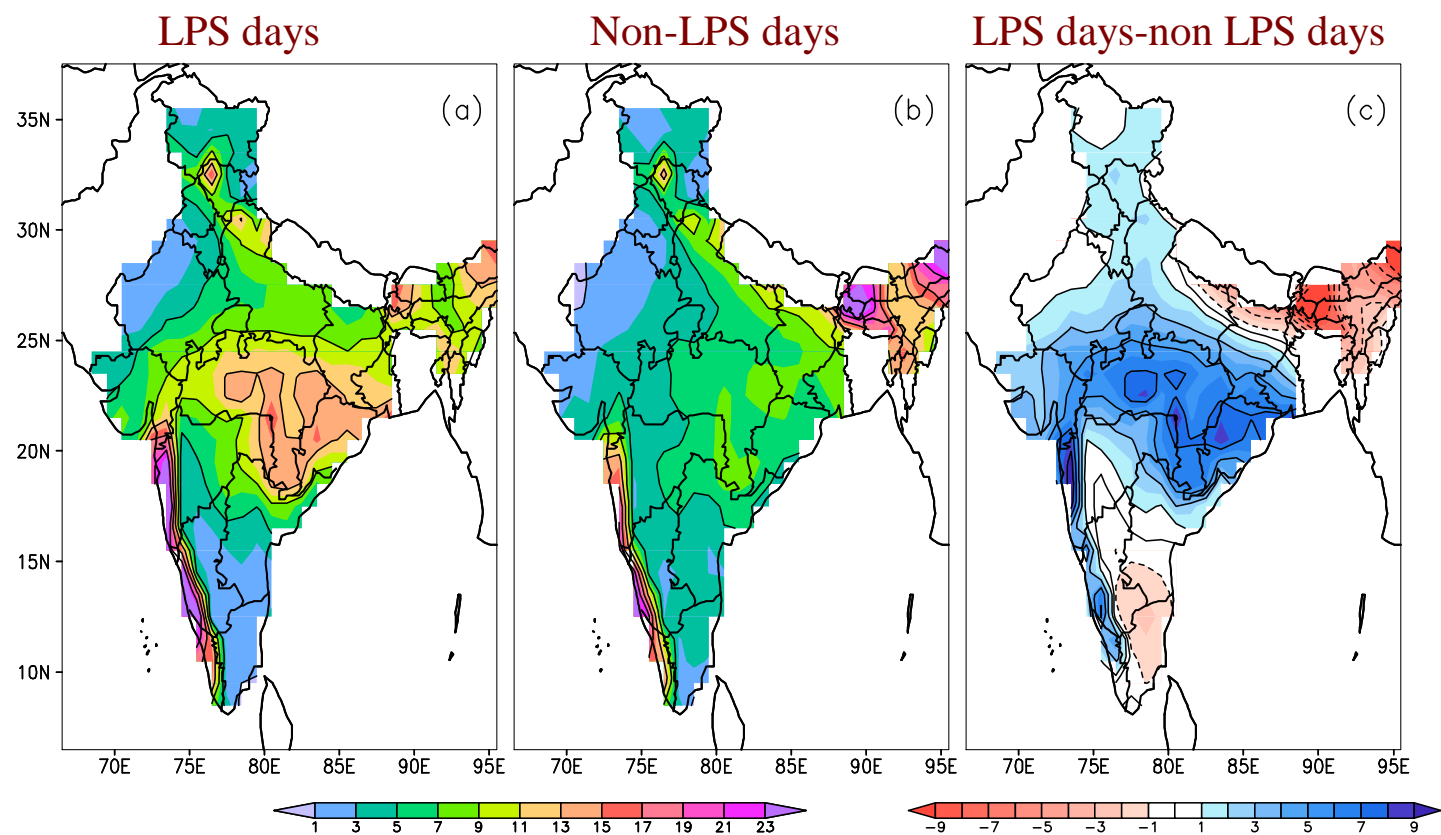 LPS days Non-LPS days LPS days-non LPS days
(a) (b) (c)
35N
30N
25N
20N
15N
10N
70E 75E 80E 85E 90E 95E 70E 75E 80E 85E 90E 95E 70E 75E 80E 85E 90E 95E
1 3 5 7 9 11 13 15 17 19 21 23 -9 -7 -5 -3 -1 1 3 5 7 9